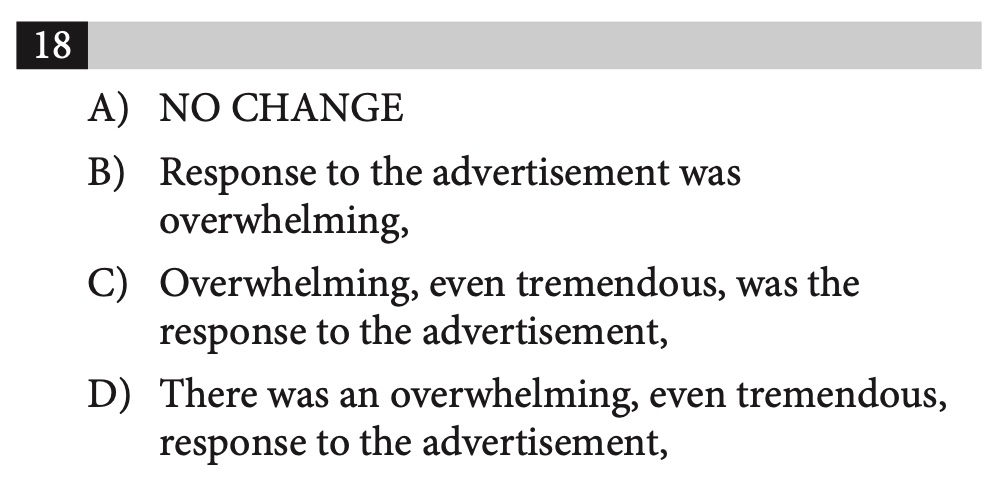 18
A) NO CHANGE
B) Response to the advertisement was
overwhelming,
C) Overwhelming, even tremendous, was the
response to the advertisement,
D) There was an overwhelming, even tremendous,
response to the advertisement,